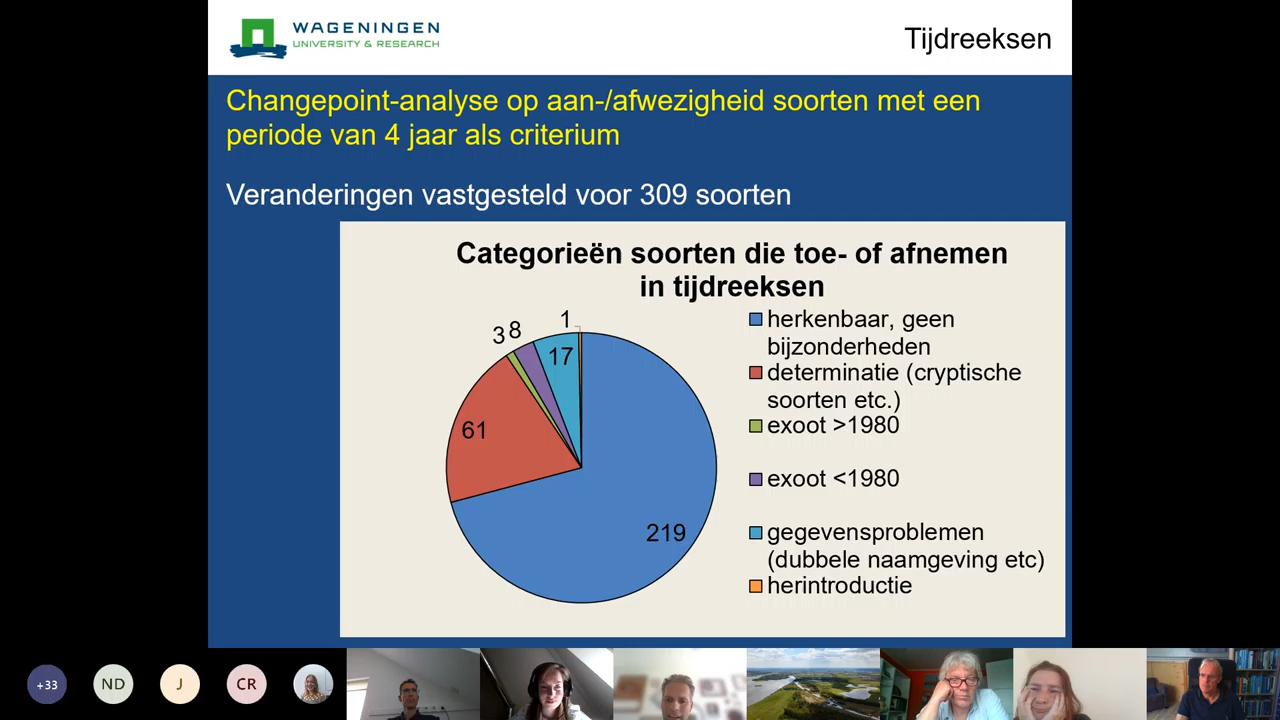 WAGENINGEN
UNIVERSITY & RESEARCH
Tijdreeksen
Changepoint-analyse op aan-/afwezigheid soorten met een
periode van 4 jaar als criterium
Veranderingen vastgesteld voor 309 soorten
Categorieën soorten die toe- of afnemen
in tijdreeksen
1
3
8
17
61
219
herkenbaar, geen
bijzonderheden
determinatie (cryptische
soorten etc.)
exoot >1980
exoot <1980
gegevensproblemen
(dubbele naamgeving etc)
herintroductie
+33
ND
J
CR